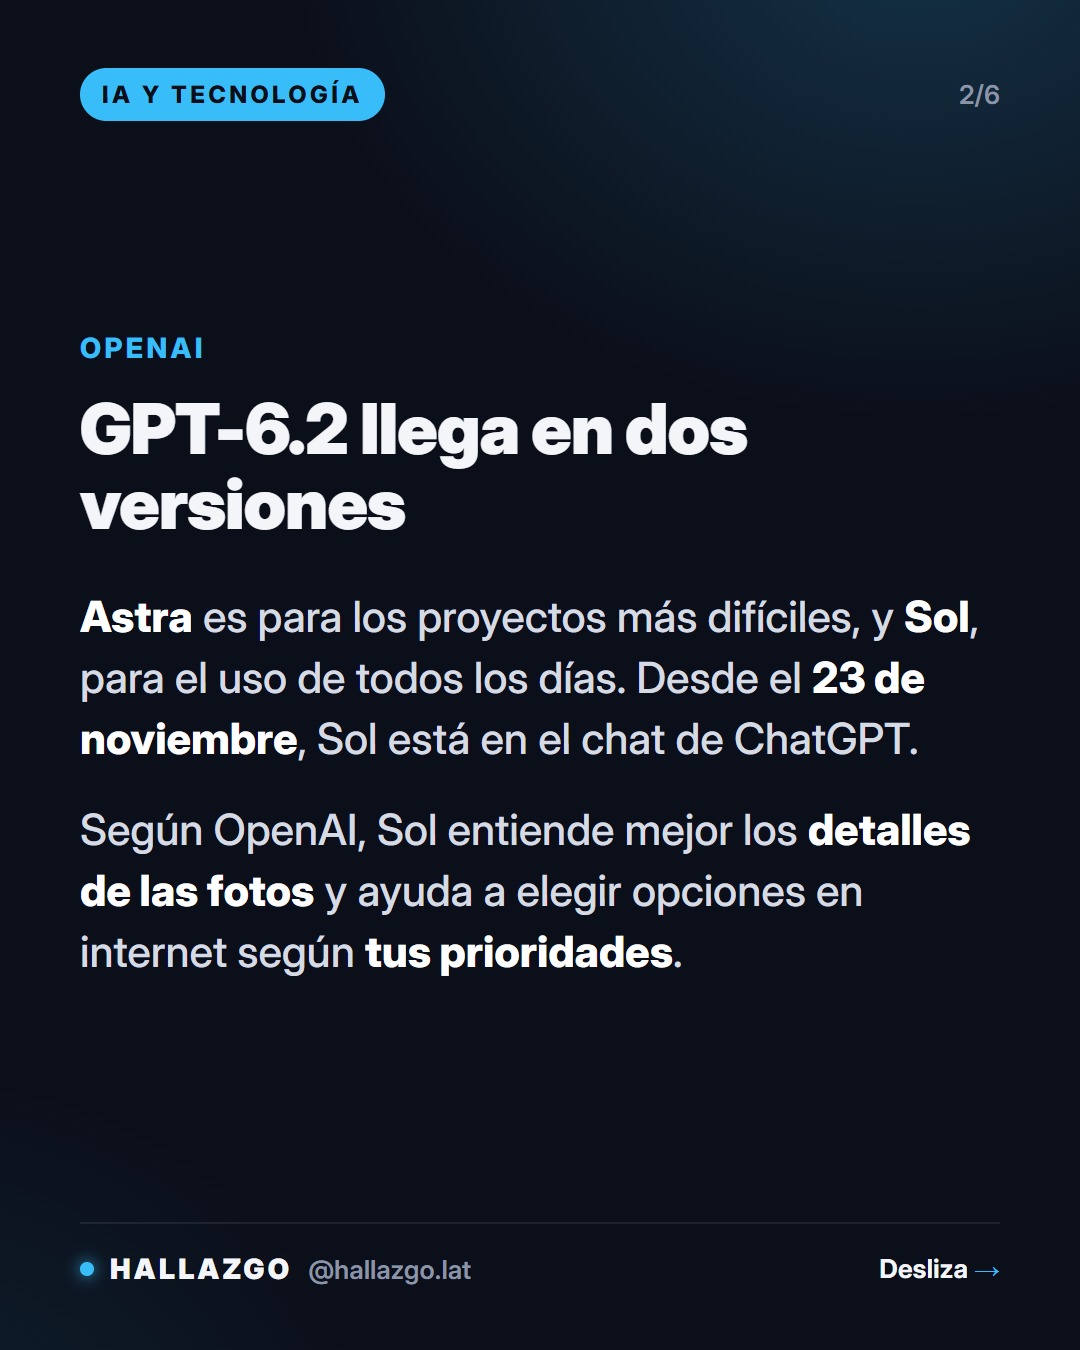 IA Y TECNOLOGÍA
2/6
OPENAI
GPT-6.2 llega en dos
versiones
Astra es para los proyectos más difíciles, y Sol,
para el uso de todos los días. Desde el 23 de
noviembre, Sol está en el chat de ChatGPT.
Según OpenAI, Sol entiende mejor los detalles
de las fotos y ayuda a elegir opciones en
internet según tus prioridades.
HALLAZGO @hallazgo.lat
Desliza →